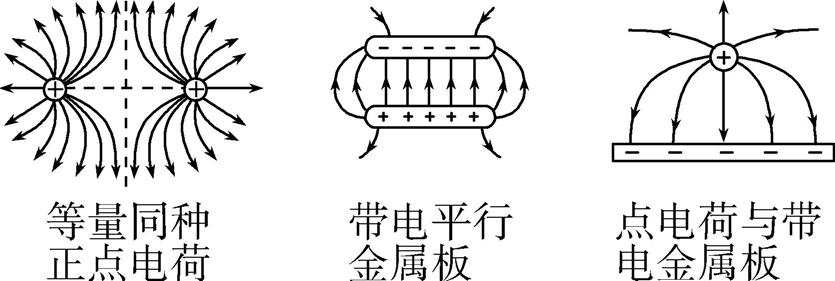 + +
- - - - -
+ + + + +
+
- - - - -
等量同种
正点电荷
带电平行
金属板
点电荷与带
电金属板